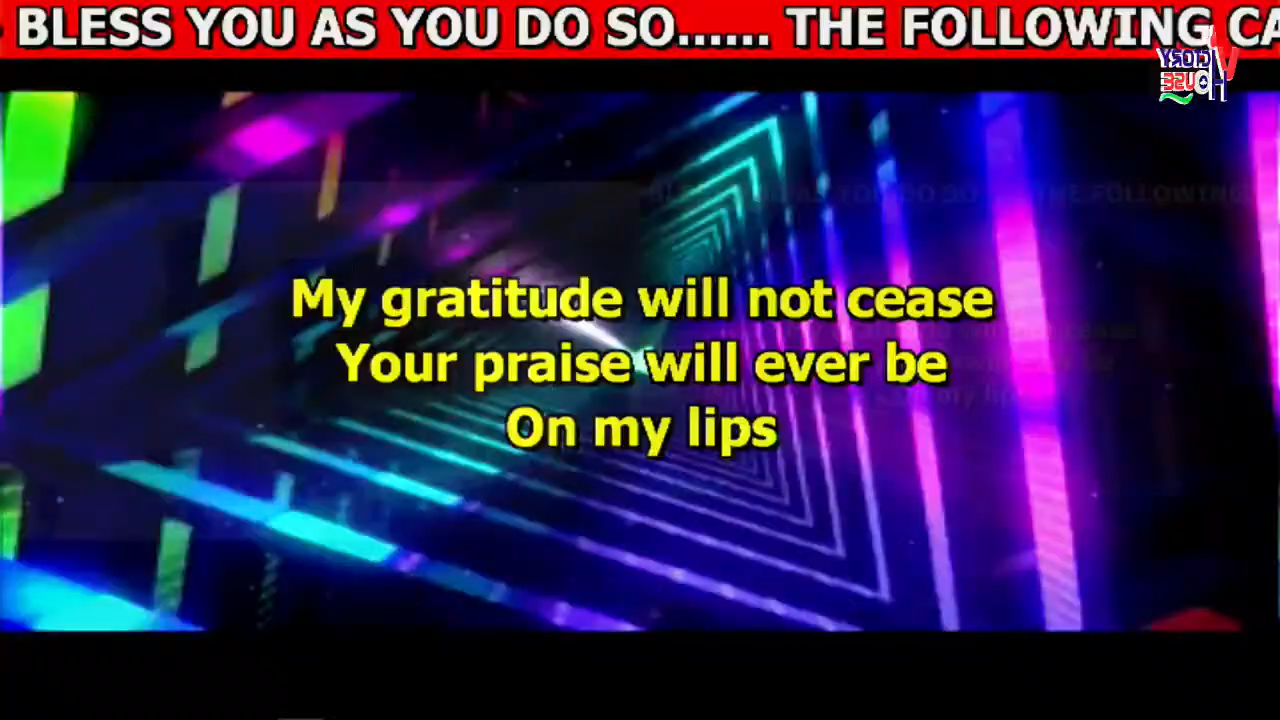 BLESS YOU AS YOU DO SO...... THE FOLLOWING CA
My gratitude will not cease
Your praise will ever be
On my lips